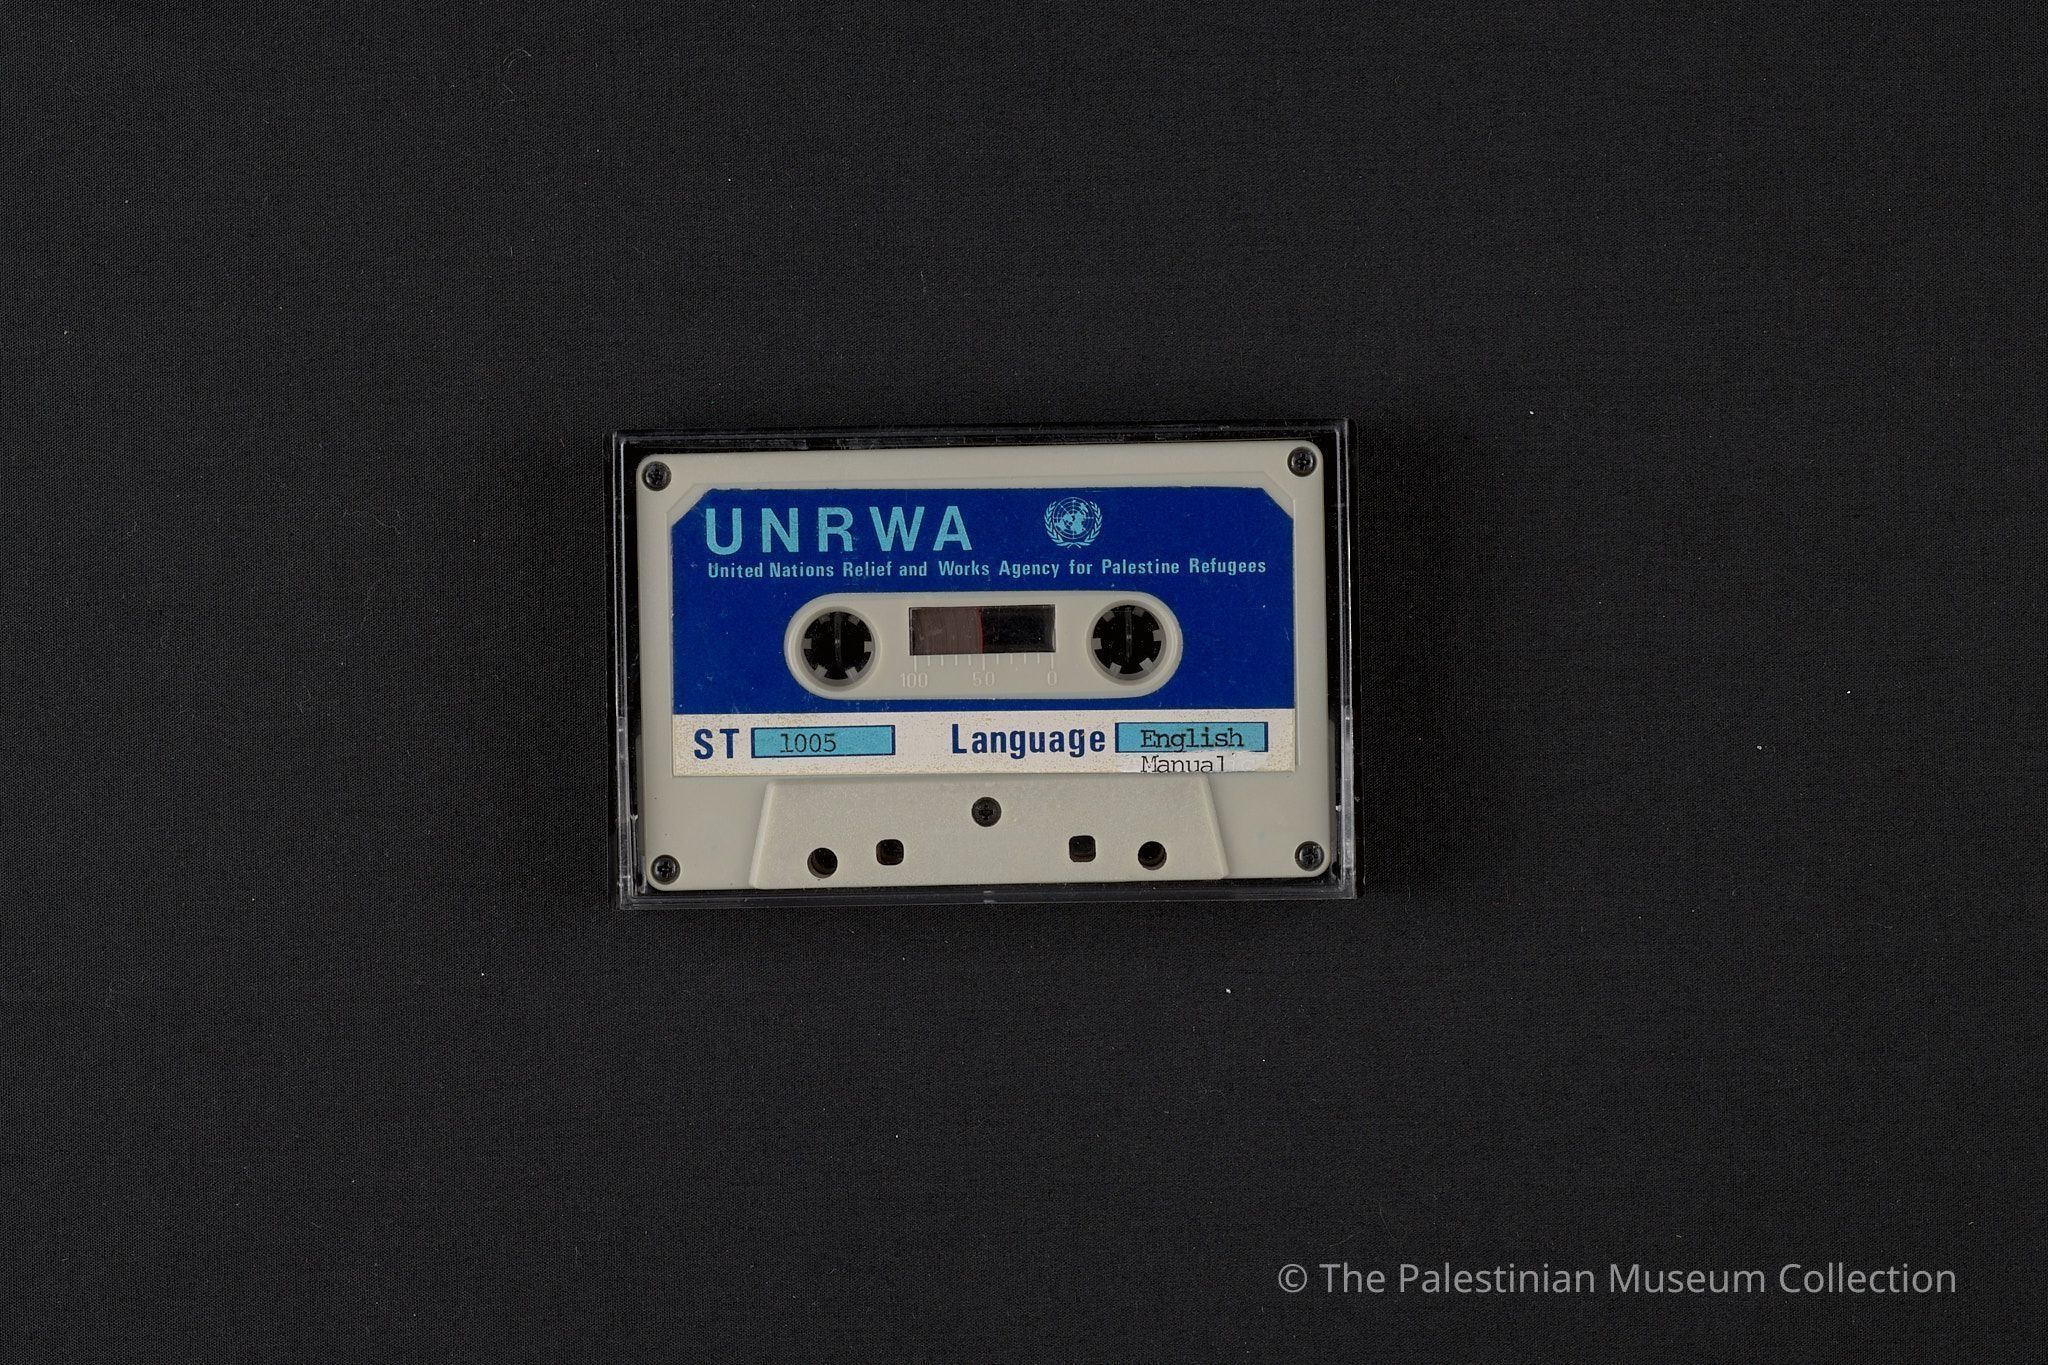 UNRWA
United Nations Relief and Works Agency for Palestine Refugees
100 50 0
ST 1005 Language English
Manual
© The Palestinian Museum Collection